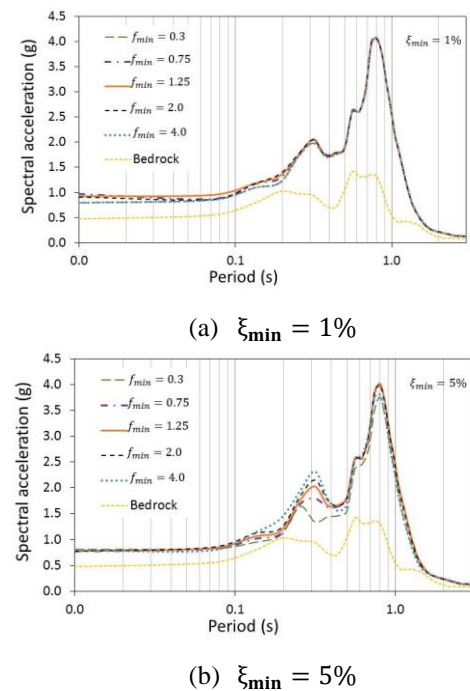 4.5
4.0
3.5
3.0
2.5
2.0
1.5
1.0
0.5
0.0
Spectral acceleration (g)
f_min = 0.3
f_min = 0.75
f_min = 1.25
f_min = 2.0
f_min = 4.0
Bedrock
ξ_min = 1%
0.0 0.1 1.0
Period (s)
(a) ξ_min = 1%
4.5
4.0
3.5
3.0
2.5
2.0
1.5
1.0
0.5
0.0
Spectral acceleration (g)
f_min = 0.3
f_min = 0.75
f_min = 1.25
f_min = 2.0
f_min = 4.0
Bedrock
ξ_min = 5%
0.0 0.1 1.0
Period (s)
(b) ξ_min = 5%